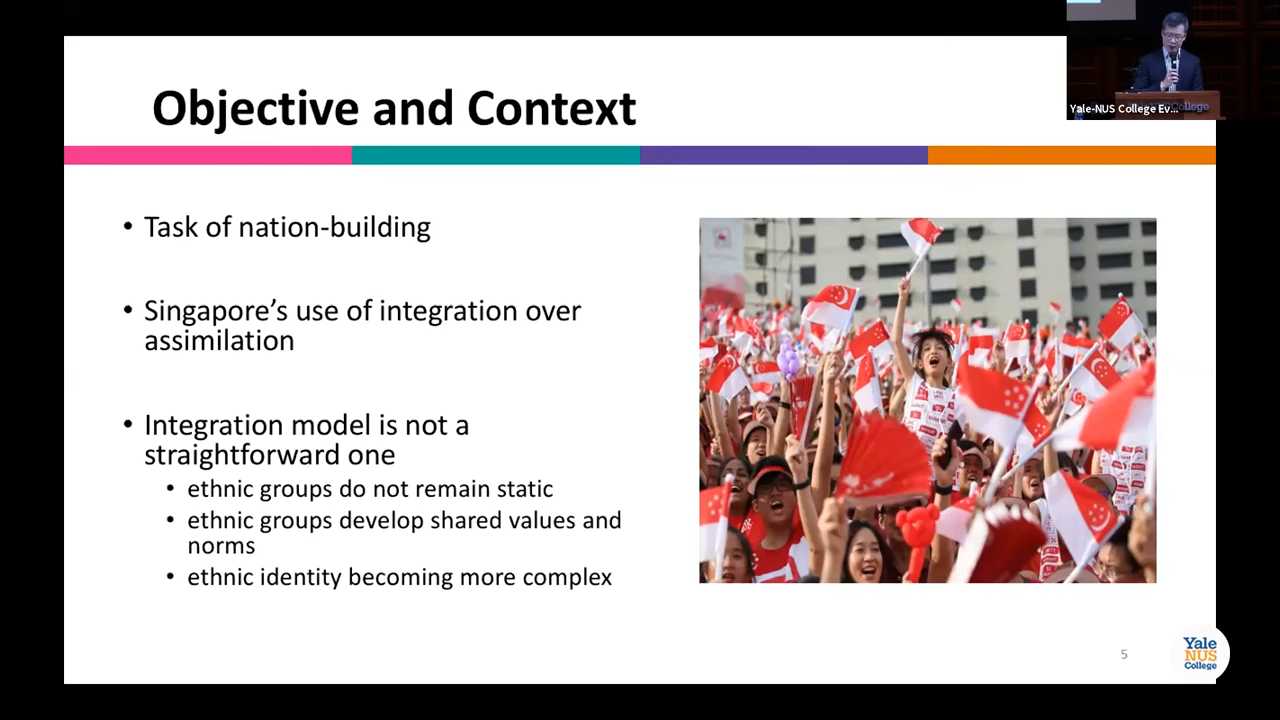 Objective and Context
Yale-NUS College Ev...
College
• Task of nation-building
• Singapore’s use of integration over
assimilation
• Integration model is not a
straightforward one
• ethnic groups do not remain static
• ethnic groups develop shared values and
norms
• ethnic identity becoming more complex
5
Yale
NUS
College